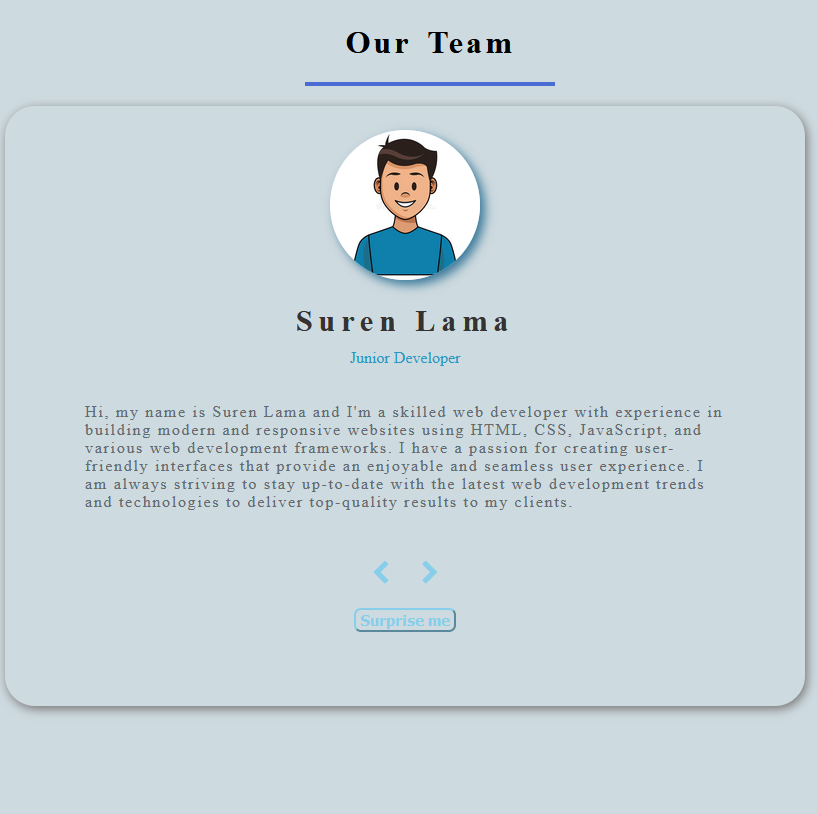 Our Team
Suren Lama
Junior Developer
Hi, my name is Suren Lama and I'm a skilled web developer with experience in
building modern and responsive websites using HTML, CSS, JavaScript, and
various web development frameworks. I have a passion for creating user-
friendly interfaces that provide an enjoyable and seamless user experience. I
am always striving to stay up-to-date with the latest web development trends
and technologies to deliver top-quality results to my clients.
Surprise me